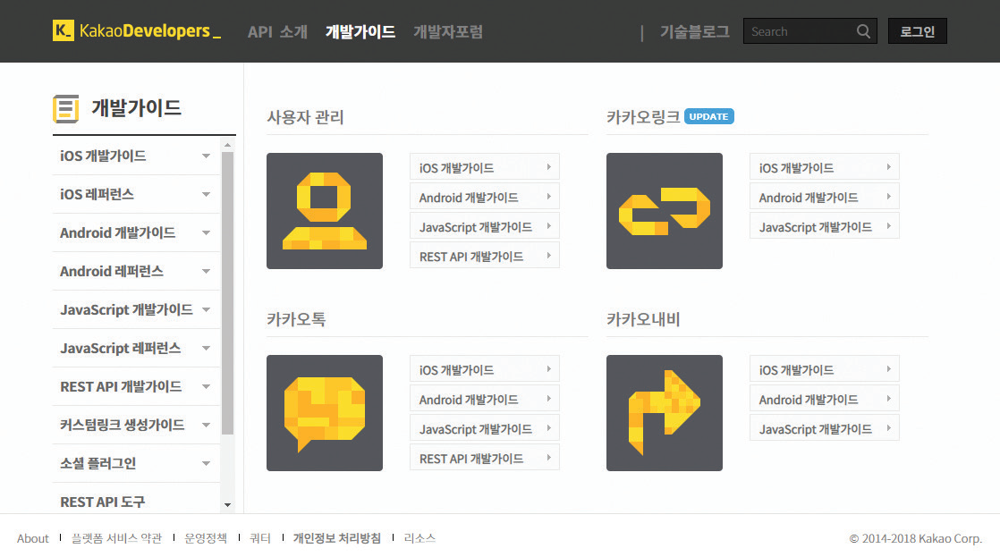 K_ KakaoDevelopers_
API 소개
개발가이드
개발자포럼
|
기술블로그
Search
로그인
개발가이드
iOS 개발가이드
iOS 레퍼런스
Android 개발가이드
Android 레퍼런스
JavaScript 개발가이드
JavaScript 레퍼런스
REST API 개발가이드
커스텀링크 생성가이드
소셜 플러그인
REST API 도구
사용자 관리
iOS 개발가이드
Android 개발가이드
JavaScript 개발가이드
REST API 개발가이드
카카오링크 UPDATE
iOS 개발가이드
Android 개발가이드
JavaScript 개발가이드
카카오톡
iOS 개발가이드
Android 개발가이드
JavaScript 개발가이드
REST API 개발가이드
카카오내비
iOS 개발가이드
Android 개발가이드
JavaScript 개발가이드
About | 플랫폼 서비스 약관 | 운영정책 | 쿼터 | 개인정보 처리방침 | 리소스
© 2014-2018 Kakao Corp.